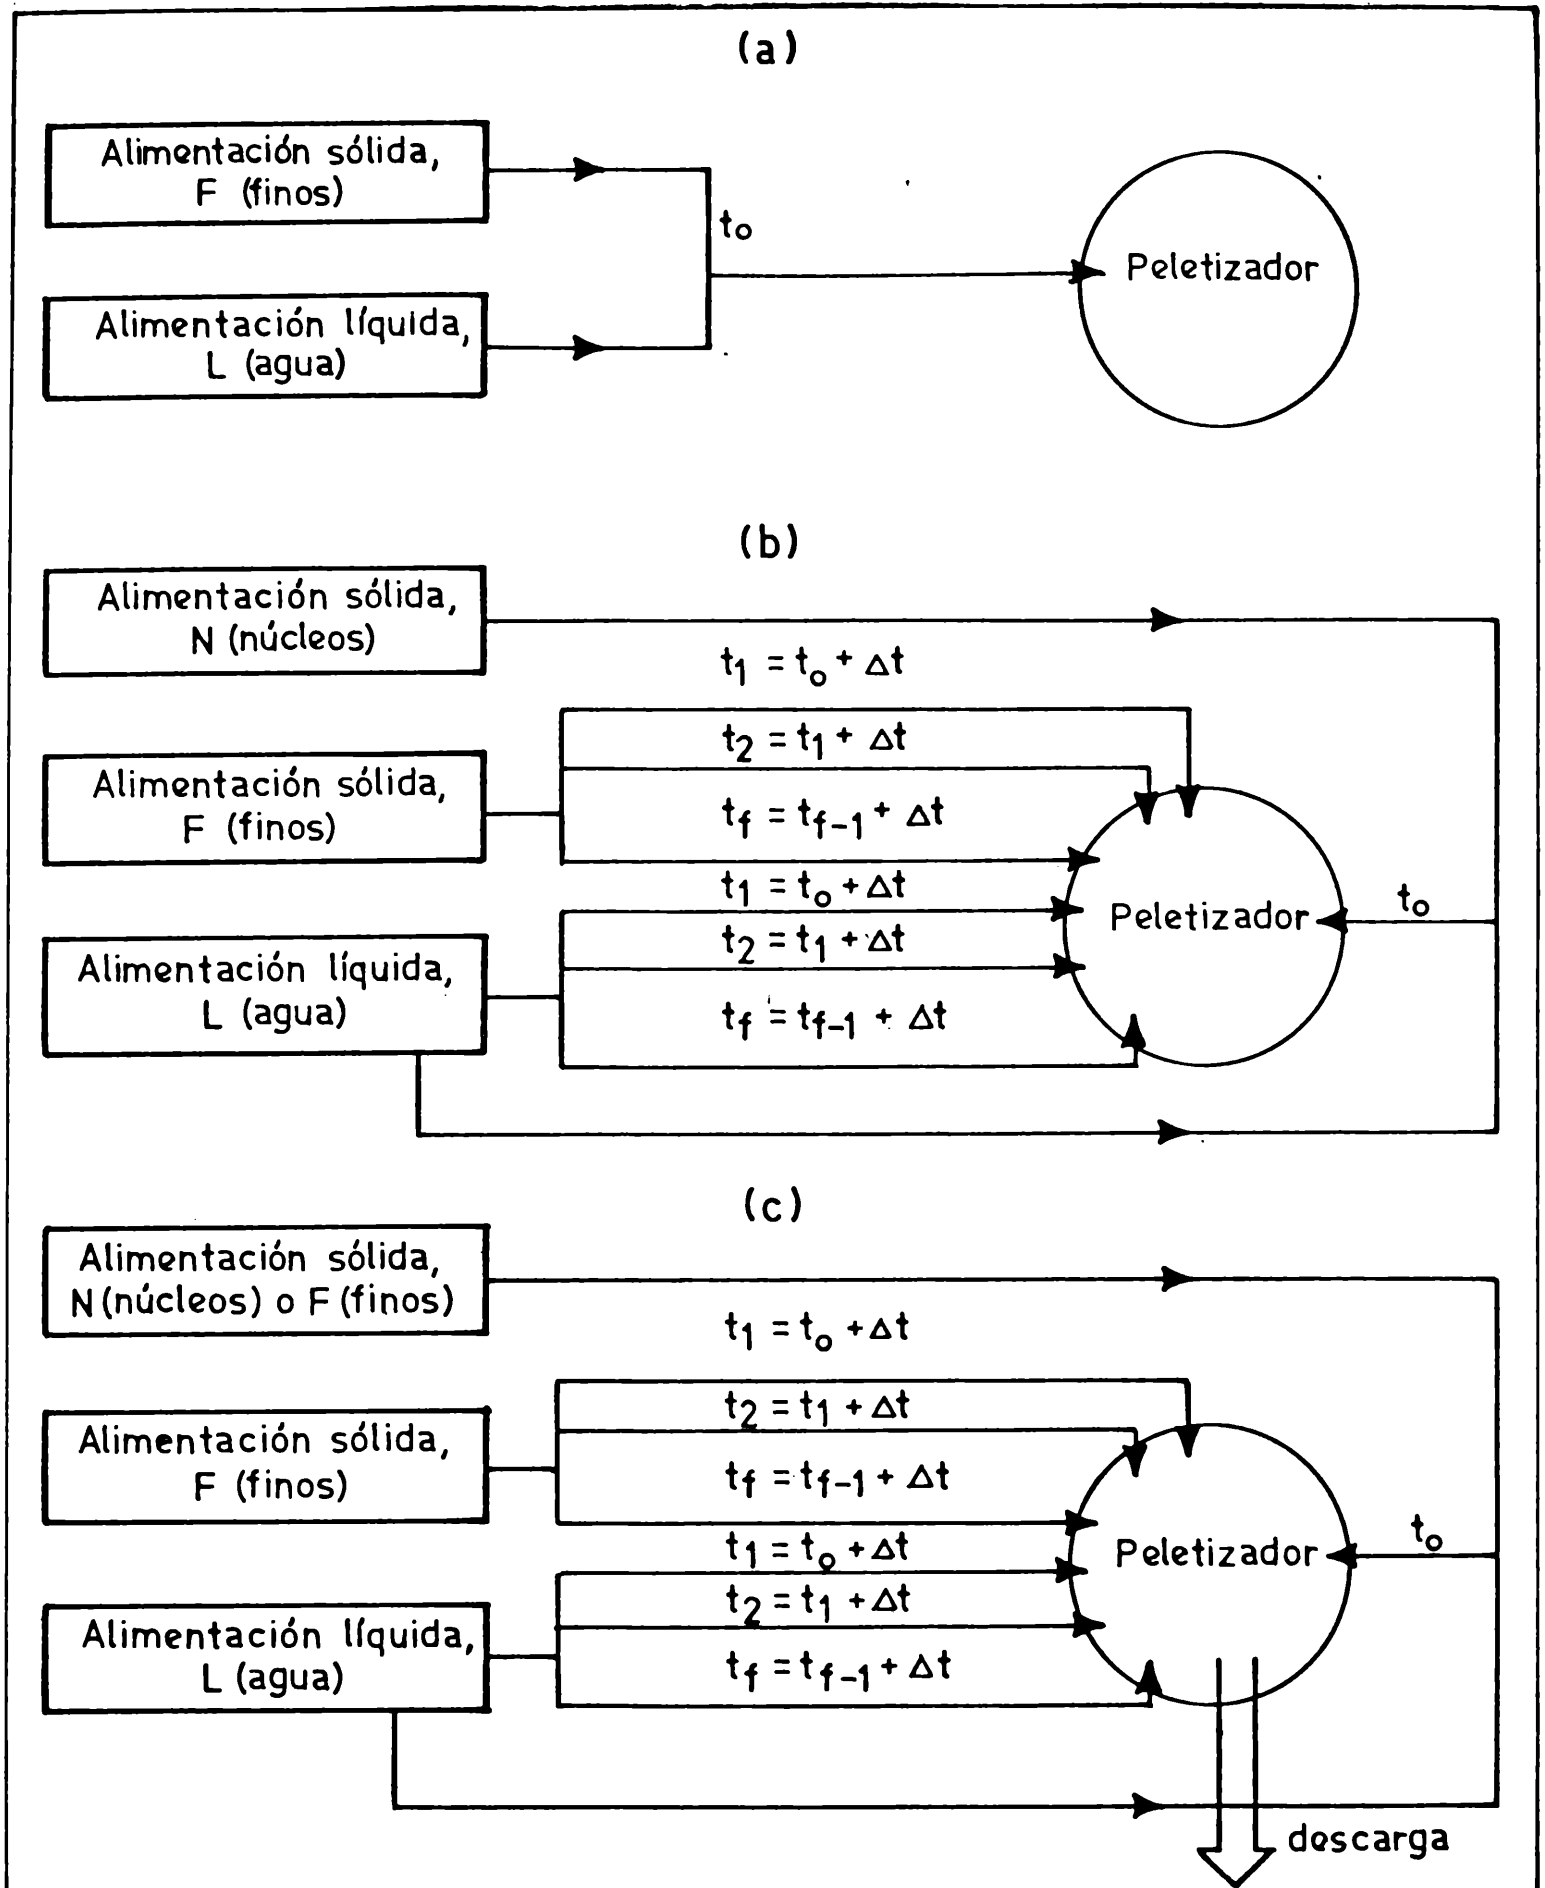 (a)
Alimentación sólida,
F (finos)
t₀
Alimentación líquida,
L (agua)
Peletizador
(b)
Alimentación sólida,
N (núcleos)
t₁ = t₀ + Δt
t₂ = t₁ + Δt
Alimentación sólida,
F (finos)
t_f = t_{f-1} + Δt
t₁ = t₀ + Δt
Peletizador
t₀
t₂ = t₁ + Δt
Alimentación líquida,
L (agua)
t_f = t_{f-1} + Δt
(c)
Alimentación sólida,
N (núcleos) o F (finos)
t₁ = t₀ + Δt
t₂ = t₁ + Δt
Alimentación sólida,
F (finos)
t_f = t_{f-1} + Δt
t₁ = t₀ + Δt
Peletizador
t₀
t₂ = t₁ + Δt
Alimentación líquida,
L (agua)
t_f = t_{f-1} + Δt
descarga